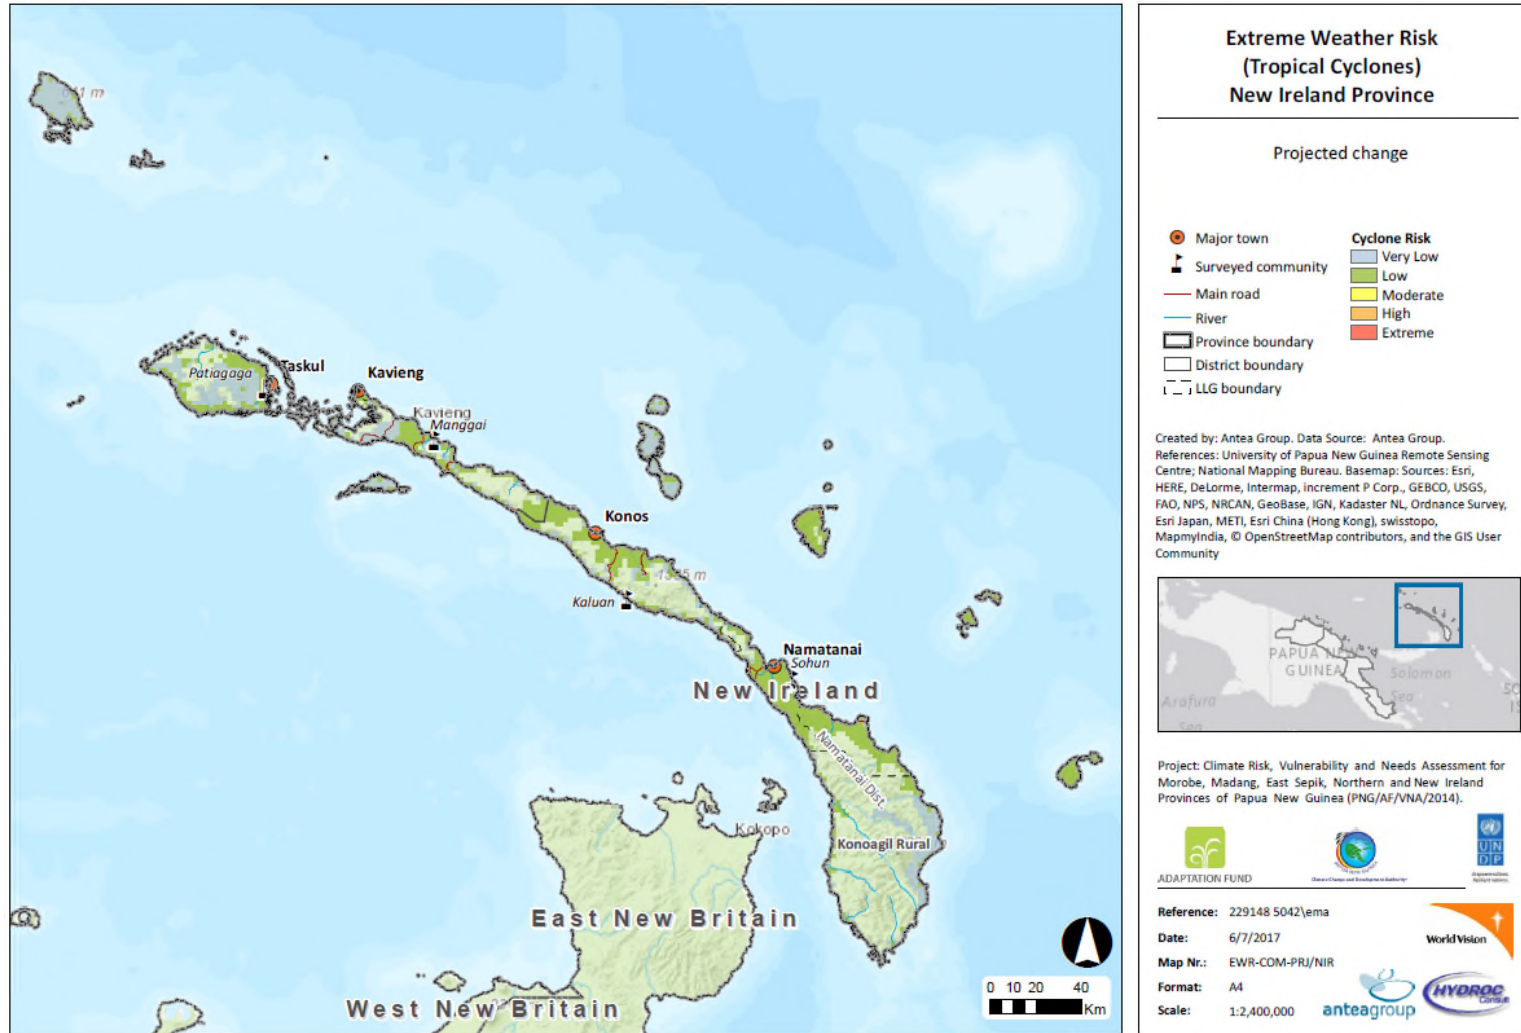 641 m
Taskul
Patiagaga
Kavieng
Kavieng
Manggai
Konos
Kaluan
Namatanai
Sohun
New Ireland
Namatanai Dist.
Kokopo
Konoagil Rural
East New Britain
West New Britain
0 10 20 40
Km
Extreme Weather Risk
(Tropical Cyclones)
New Ireland Province
Projected change
Major town
Surveyed community
Main road
River
Province boundary
District boundary
LLG boundary
Cyclone Risk
Very Low
Low
Moderate
High
Extreme
Created by: Antea Group. Data Source: Antea Group.
References: University of Papua New Guinea Remote Sensing
Centre; National Mapping Bureau. Basemap: Sources: Esri,
HERE, DeLorme, Intermap, increment P Corp., GEBCO, USGS,
FAO, NPS, NRCAN, GeoBase, IGN, Kadaster NL, Ordnance Survey,
Esri Japan, METI, Esri China (Hong Kong), swisstopo,
MapmyIndia, © OpenStreetMap contributors, and the GIS User
Community
PAPUA NEW
GUINEA
Solomon
Sea
Arafura
Sea
Project: Climate Risk, Vulnerability and Needs Assessment for
Morobe, Madang, East Sepik, Northern and New Ireland
Provinces of Papua New Guinea (PNG/AF/VNA/2014).
ADAPTATION FUND
Climate Change and Development Authority
UN
DP
Reference: 229148 5042\ema
Date: 6/7/2017
Map Nr.: EWR-COM-PRJ/NIR
Format: A4
Scale: 1:2,400,000
World Vision
anteagroup
HYDROC
Consult